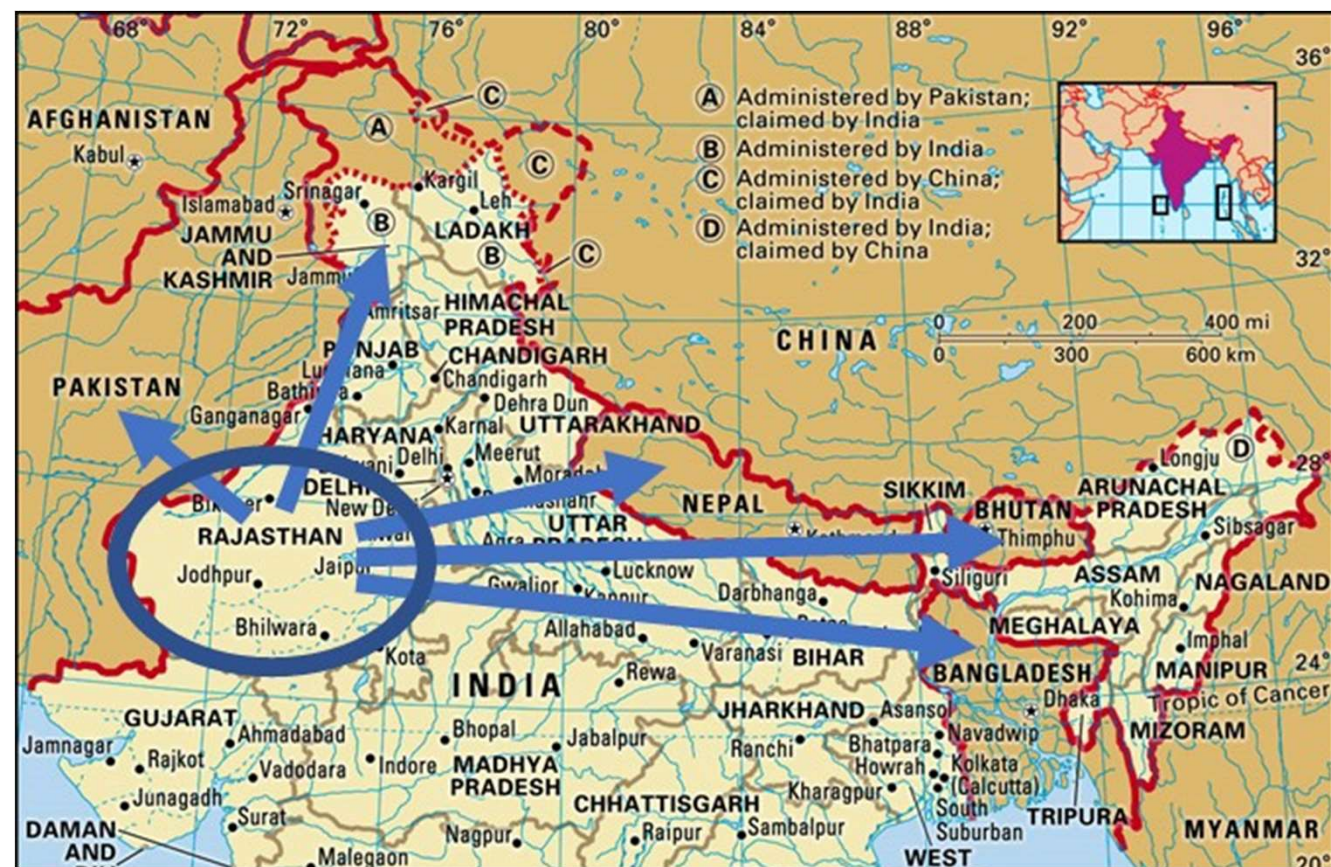 68°
72°
76°
80°
84°
88°
92°
96°
36°
AFGHANISTAN
Kabul
A
C
C
A Administered by Pakistan;
claimed by India
B Administered by India
C Administered by China;
claimed by India
D Administered by India;
claimed by China
Islamabad
Srinagar
Kargil
Leh
B
LADAKH
B
C
JAMMU
AND
KASHMIR
32°
Amritsar
HIMACHAL
PRADESH
CHINA
0 200 400 mi
0 300 600 km
CHANDIGARH
Chandigarh
PAKISTAN
Ganganagar
Dehra Dun
HARYANA
Karnal
UTTARAKHAND
Delhi
Meerut
DELHI
New
NEPAL
SIKKIM
BHUTAN
Thimphu
ARUNACHAL
PRADESH
Longju
D
28°
Sibsagar
RAJASTHAN
UTTAR
Jodhpur
Jaipur
Lucknow
Gwalior
Siliguri
ASSAM
NAGALAND
Kohima
Darbhanga
Bhilwara
Kota
Allahabad
Varanasi
BIHAR
MEGHALAYA
Imphal
MANIPUR
Rewa
INDIA
BANGLADESH
Dhaka
24°
Tropic of Cancer
GUJARAT
Ahmadabad
Bhopal
Jabalpur
JHARKHAND
Asansol
Ranchi
Navadwip
MIZORAM
Jamnagar
Rajkot
Vadodara
Indore
MADHYA
PRADESH
Bhatpara
Howrah
Kolkata
(Calcutta)
Kharagpur
Junagadh
Surat
CHHATTISGARH
Raipur
Sambalpur
South
Suburban
TRIPURA
MYANMAR
DAMAN
AND
Nagpur
Malegaon
WEST
20°